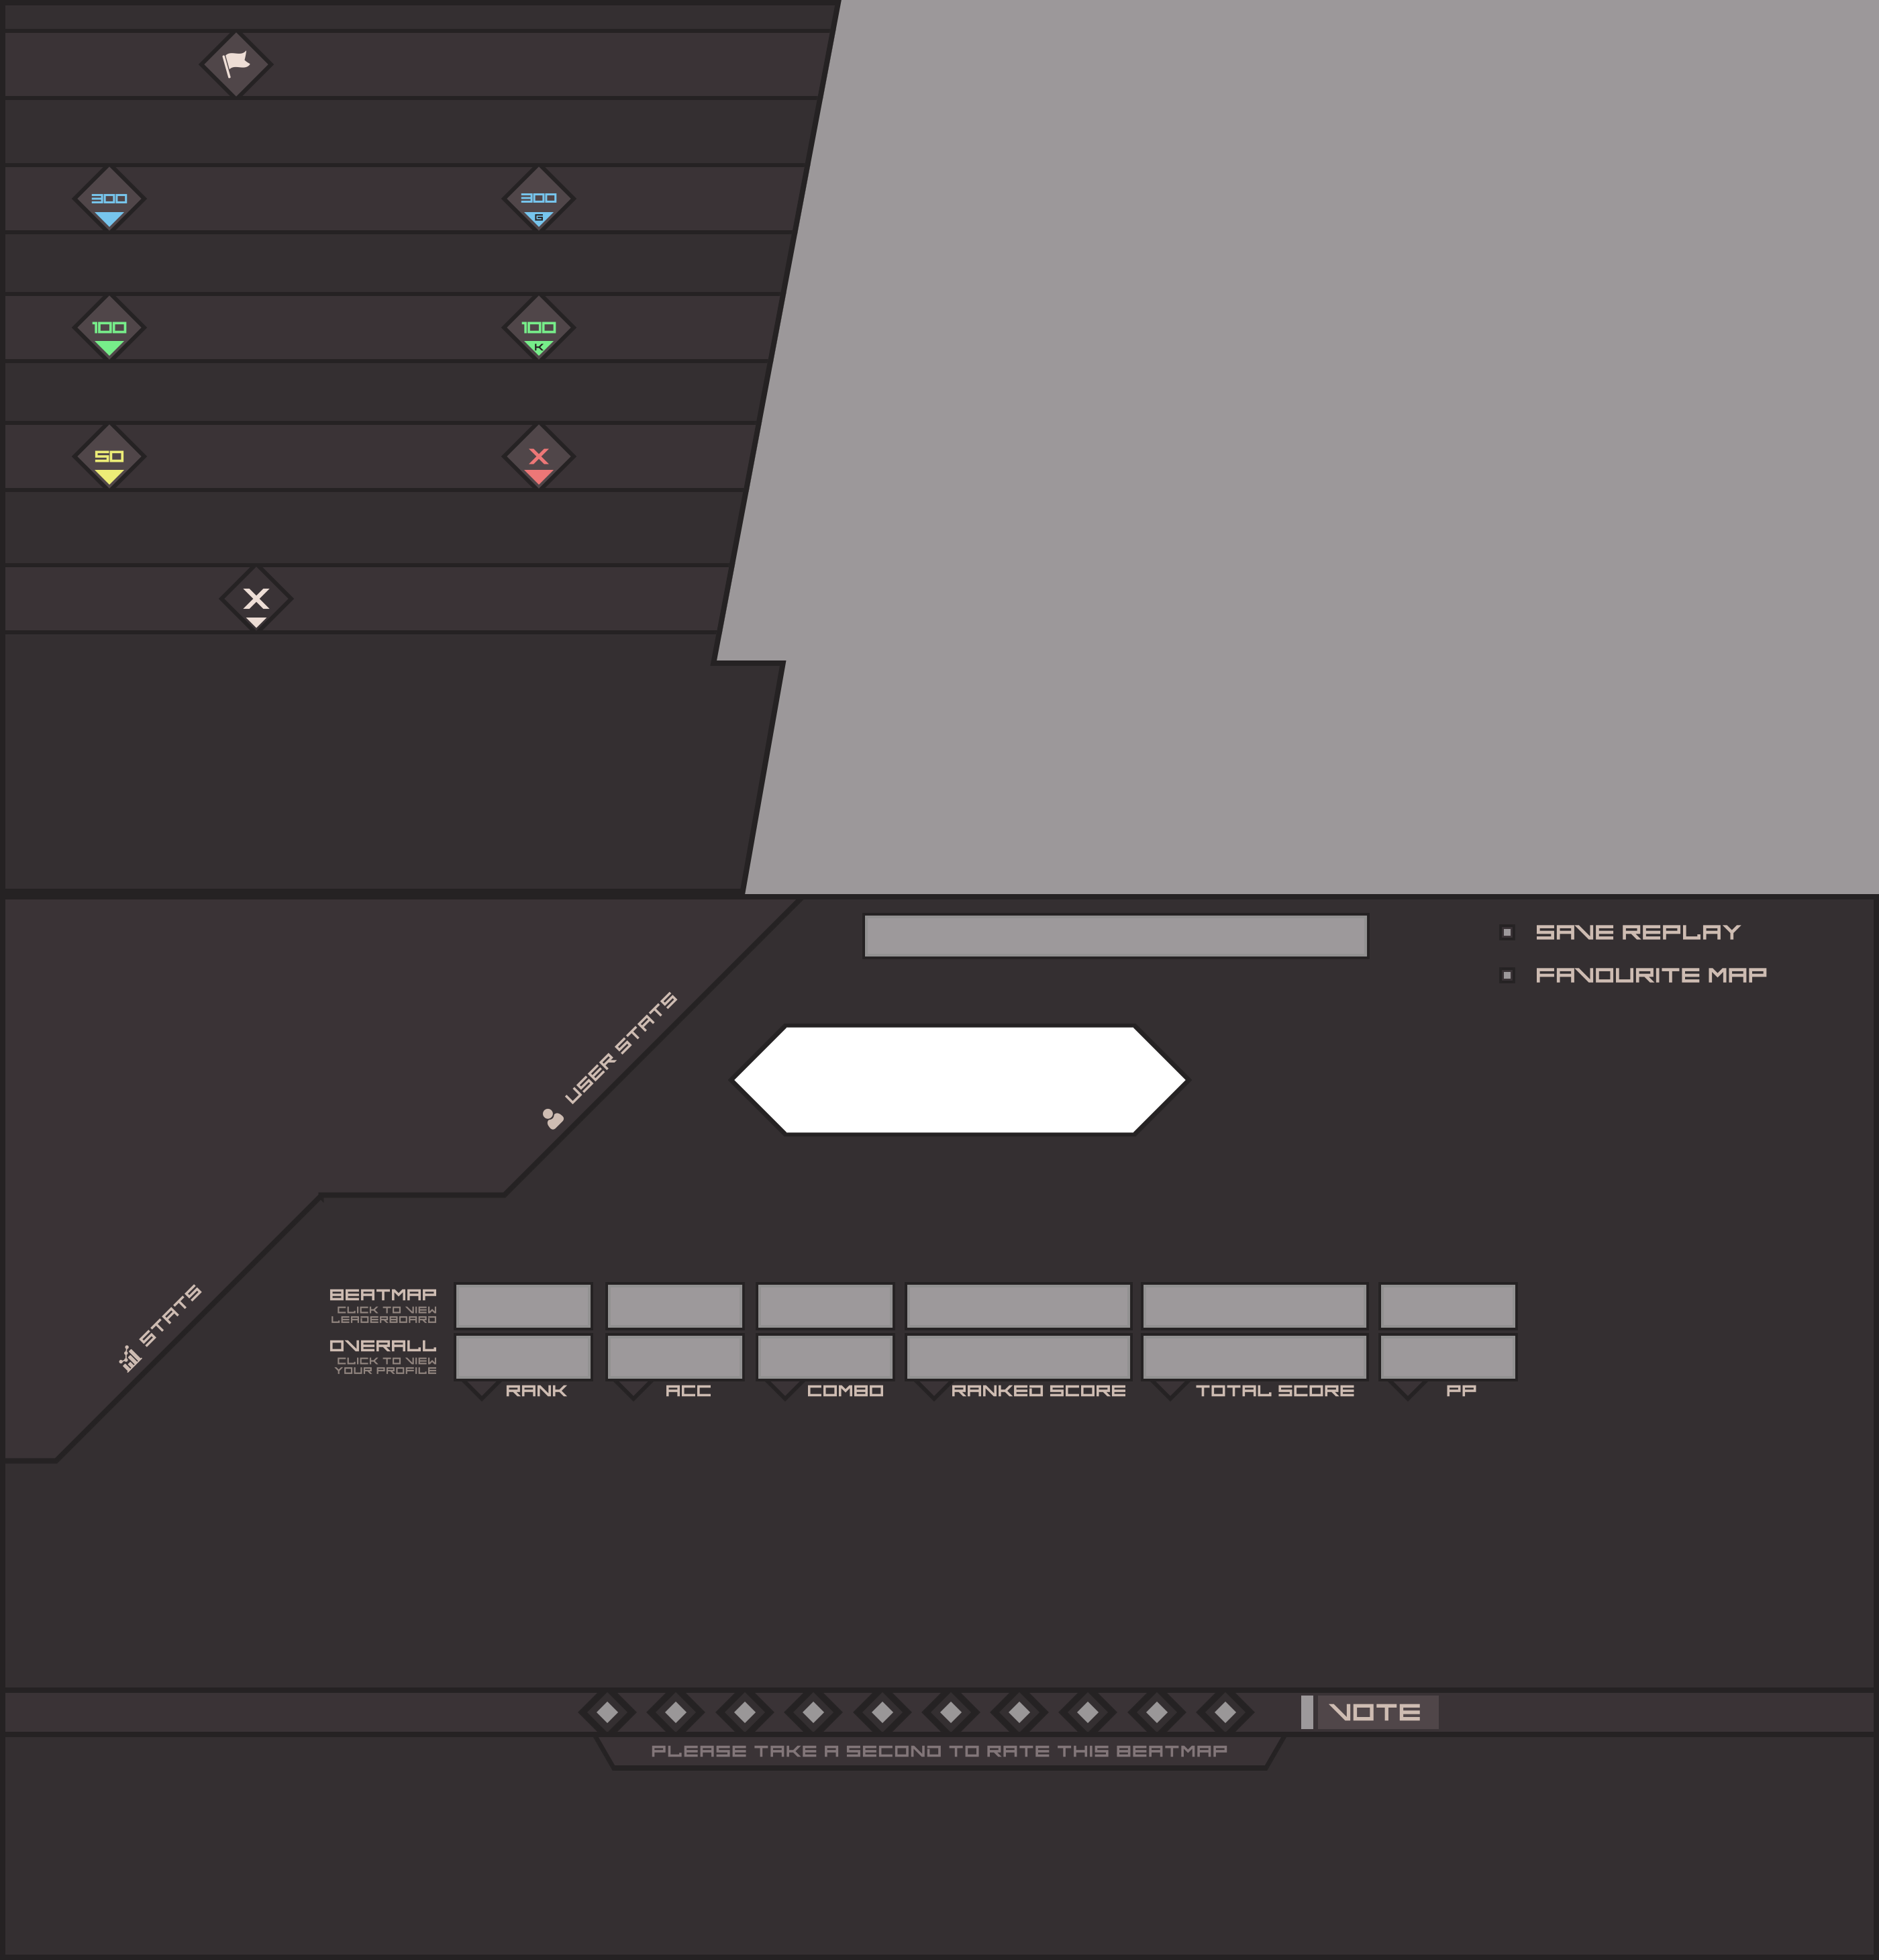 300
300
G
100
100
K
50
X
X
SAVE REPLAY
FAVOURITE MAP
USER STATS
STATS
BEATMAP
CLICK TO VIEW
LEADERBOARD
OVERALL
CLICK TO VIEW
YOUR PROFILE
RANK ACC COMBO RANKED SCORE TOTAL SCORE PP
VOTE
PLEASE TAKE A SECOND TO RATE THIS BEATMAP